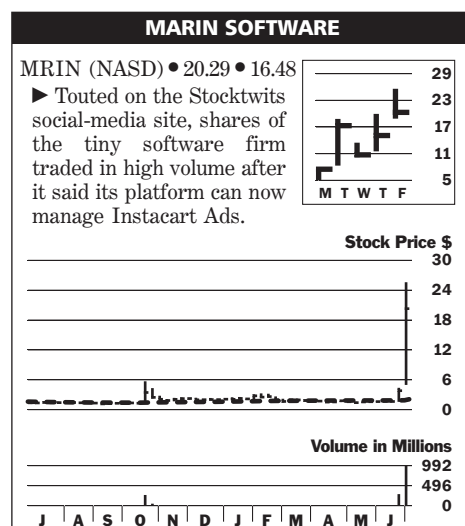 MARIN SOFTWARE
MRIN (NASD) ● 20.29 ● 16.48
► Touted on the Stocktwits
social-media site, shares of
the tiny software firm
traded in high volume after
it said its platform can now
manage Instacart Ads.
29
23
17
11
5
M T W T F
Stock Price $
30
24
18
12
6
0
Volume in Millions
992
496
0
J A S O N D J F M A M J